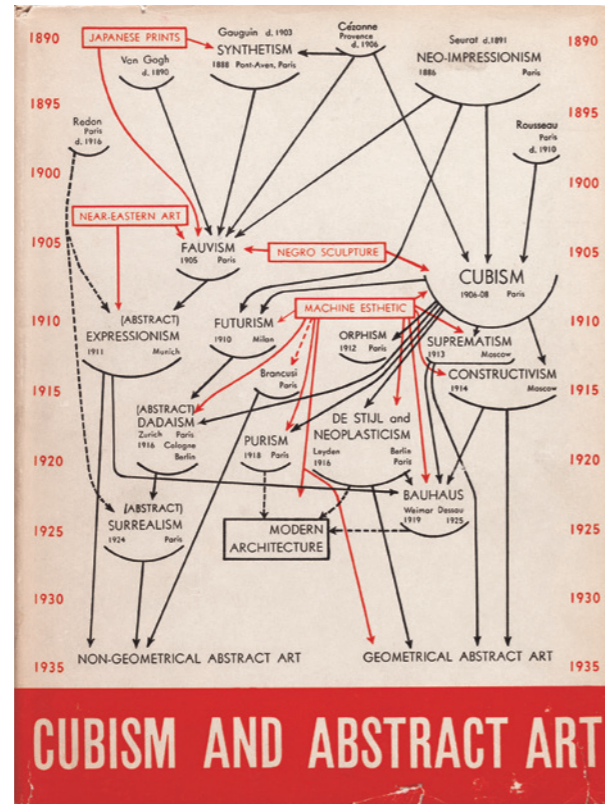 1890
JAPANESE PRINTS
Gauguin d. 1903
SYNTHETISM
1888 Pont-Aven, Paris
Cézanne
Provence
d. 1906
Seurat d.1891
NEO-IMPRESSIONISM
1886 Paris
1890
Van Gogh
d. 1890
1895
1895
Redon
Paris
d. 1916
Rousseau
Paris
d. 1910
1900
1900
NEAR-EASTERN ART
1905
FAUVISM
1905 Paris
NEGRO SCULPTURE
1905
CUBISM
1906-08 Paris
MACHINE ESTHETIC
1910
(ABSTRACT)
EXPRESSIONISM
1911 Munich
FUTURISM
1910 Milan
ORPHISM
1912 Paris
SUPREMATISM
1913 Moscow
1910
Brancusi
Paris
CONSTRUCTIVISM
1914 Moscow
1915
1915
(ABSTRACT)
DADAISM
Zurich Paris
1916 Cologne
Berlin
PURISM
1918 Paris
DE STIJL and
NEOPLASTICISM
Leyden Berlin
1916 Paris
1920
1920
BAUHAUS
Weimar Dessau
1919 1925
(ABSTRACT)
SURREALISM
1924 Paris
MODERN
ARCHITECTURE
1925
1925
1930
1930
NON-GEOMETRICAL ABSTRACT ART
GEOMETRICAL ABSTRACT ART
1935
1935
CUBISM AND ABSTRACT ART